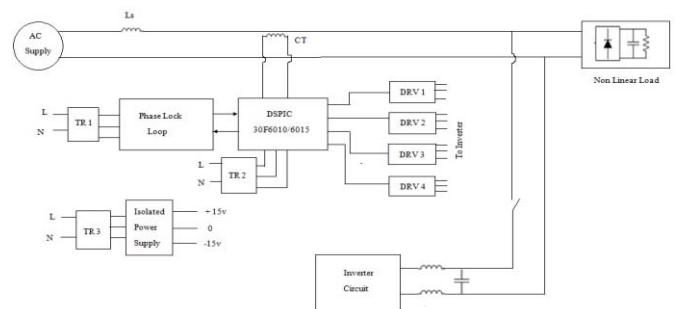 Ls
AC
Supply
CT
Non Linear Load
L
N
TR 1
Phase Lock
Loop
DSPIC
30F6010/6015
DRV 1
DRV 2
DRV 3
DRV 4
To Inverter
L
N
TR 2
L
N
TR 3
Isolated
Power
Supply
+ 15v
0
-15v
Inverter
Circuit